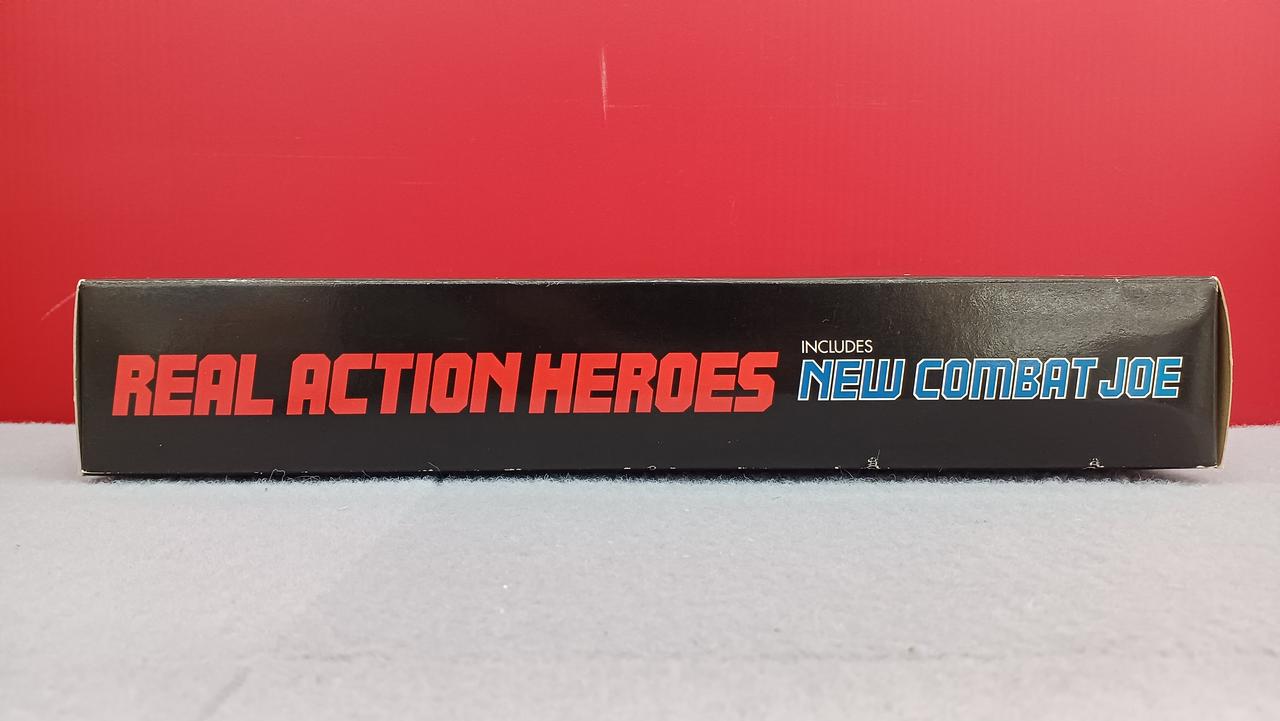 REAL ACTION HEROES
INCLUDES
NEW COMBAT JOE